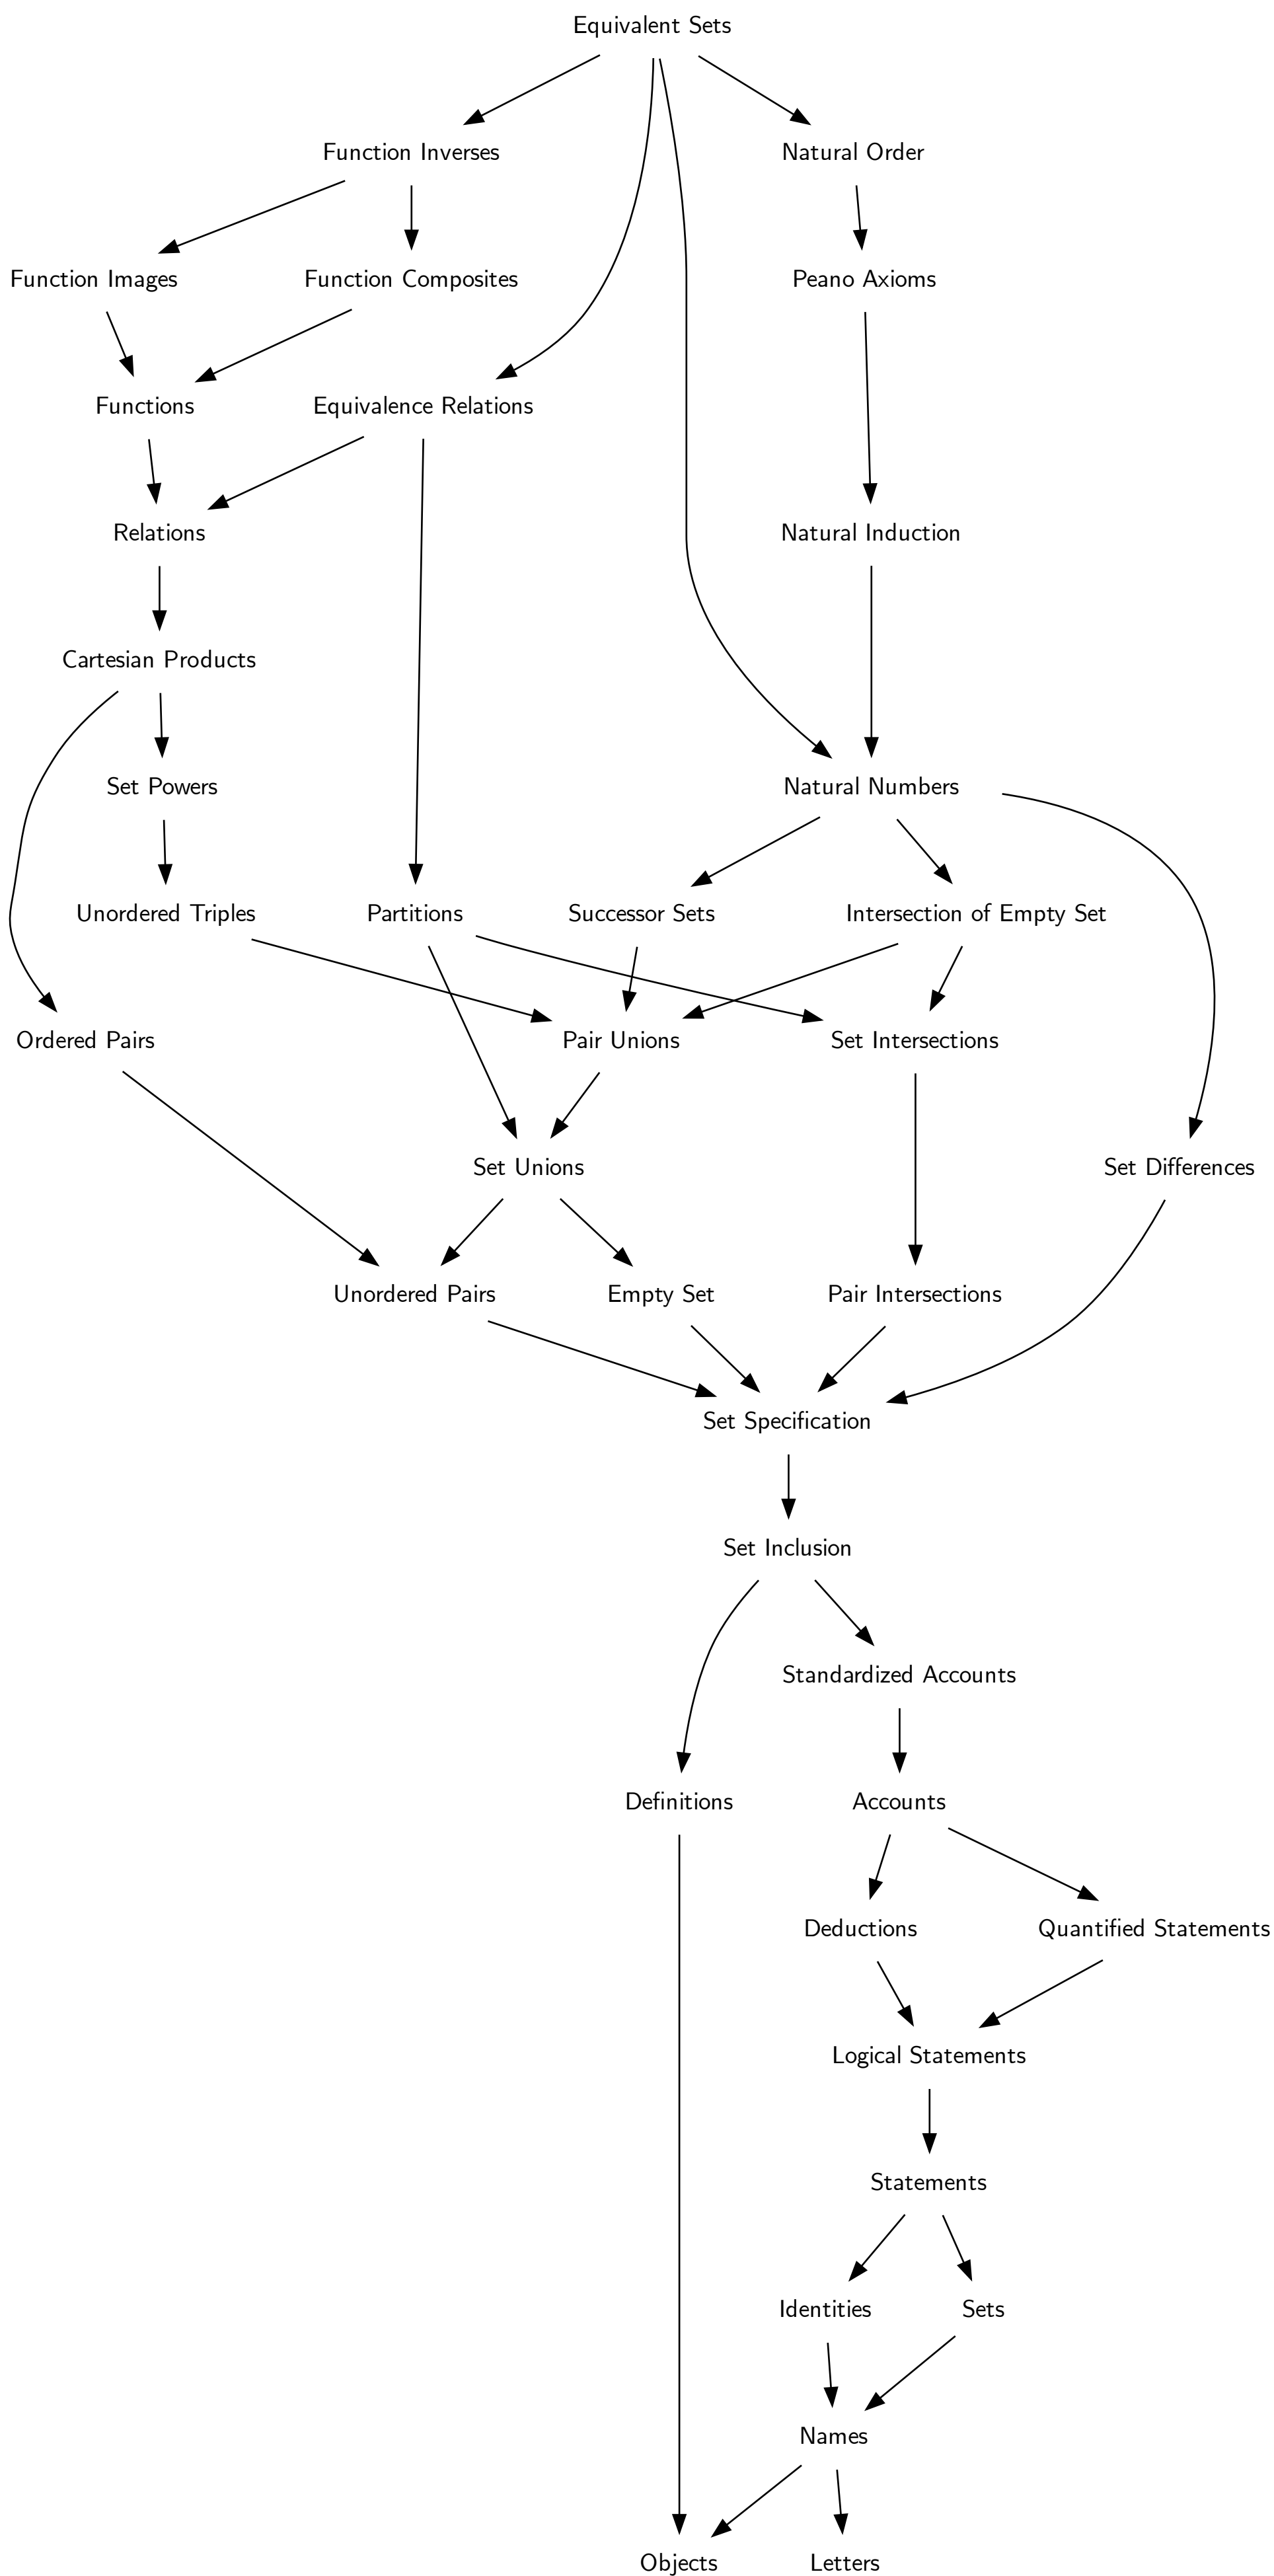 Equivalent Sets
Function Inverses
Natural Order
Function Images
Function Composites
Peano Axioms
Functions
Equivalence Relations
Relations
Natural Induction
Cartesian Products
Set Powers
Natural Numbers
Unordered Triples
Partitions
Successor Sets
Intersection of Empty Set
Ordered Pairs
Pair Unions
Set Intersections
Set Unions
Set Differences
Unordered Pairs
Empty Set
Pair Intersections
Set Specification
Set Inclusion
Standardized Accounts
Definitions
Accounts
Deductions
Quantified Statements
Logical Statements
Statements
Identities
Sets
Names
Objects
Letters